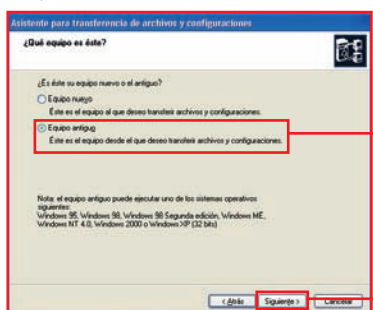 Asistente para transferencia de archivos y configuraciones
¿Qué equipo es éste?
¿Es éste su equipo nuevo o el antiguo?
Equipo nuevo
Éste es el equipo al que deseo transferir archivos y configuraciones.
Equipo antiguo
Éste es el equipo desde el que deseo transferir archivos y configuraciones.
Nota: el equipo antiguo puede ejecutar uno de los sistemas operativos
siguientes:
Windows 95, Windows 98, Windows 98 Segunda edición, Windows ME,
Windows NT 4.0, Windows 2000 o Windows XP (32 bits)
< Atrás Siguiente > Cancelar